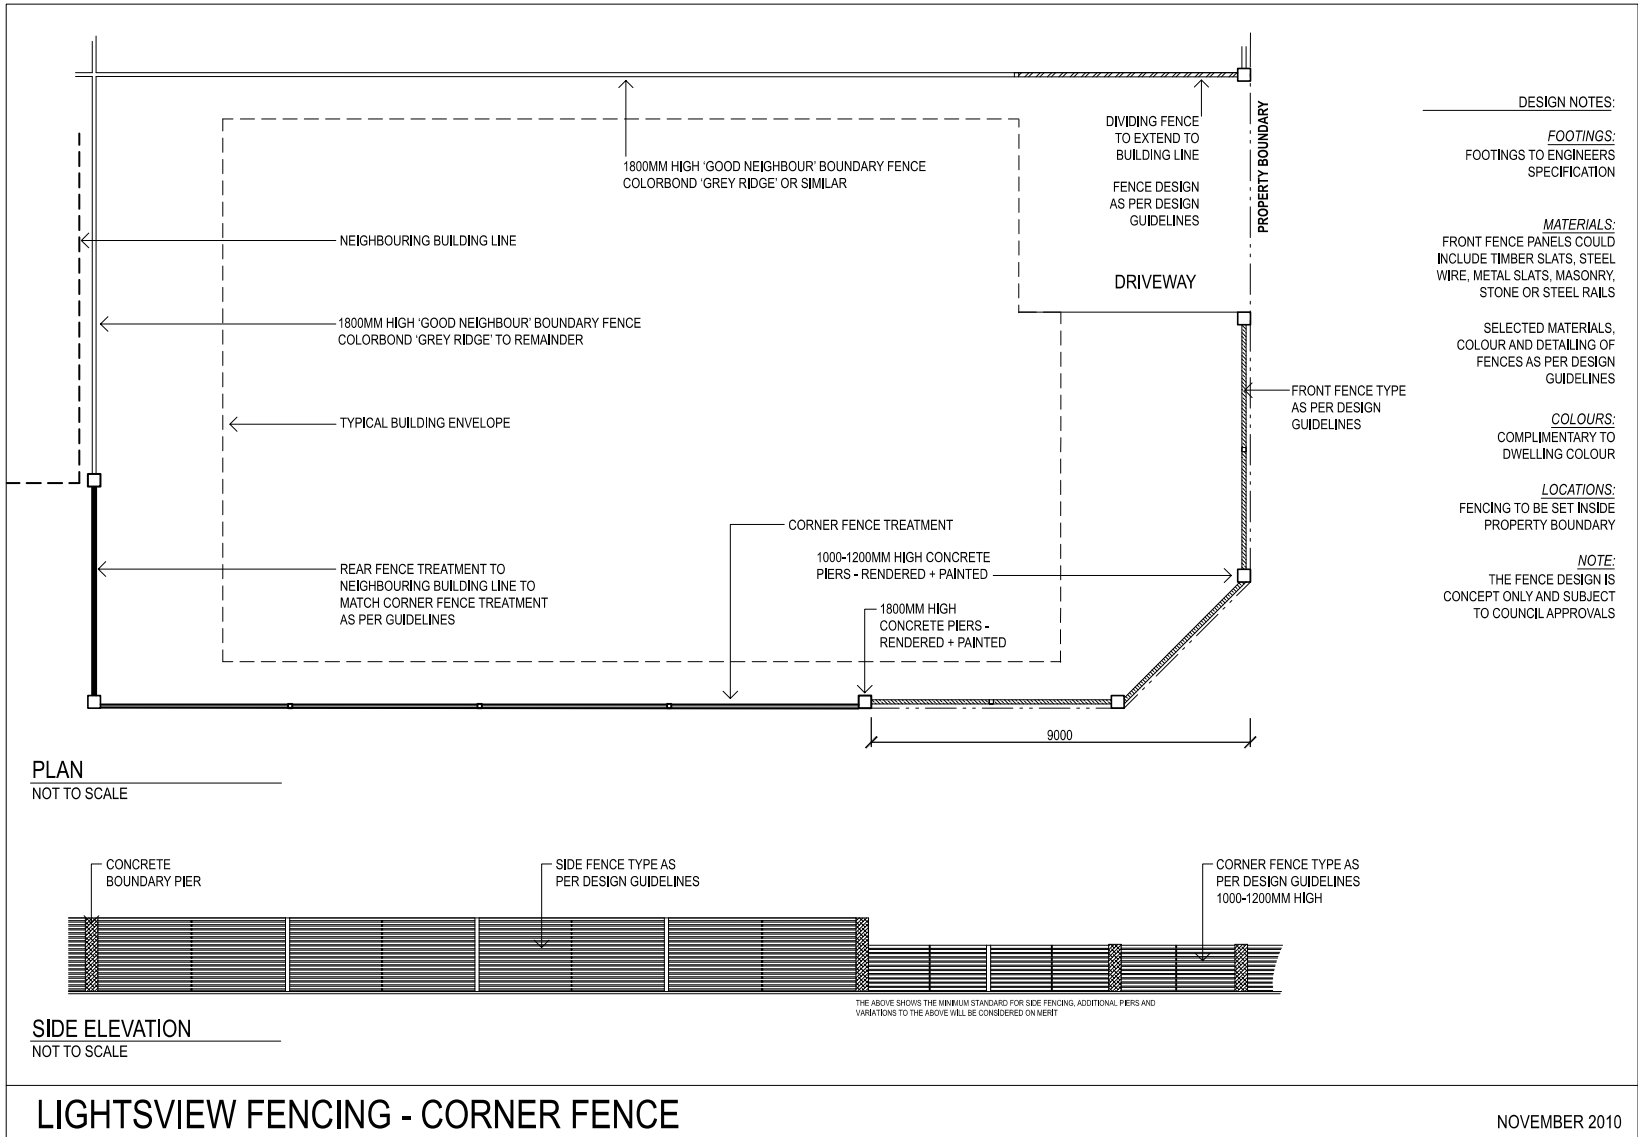 DIVIDING FENCE
TO EXTEND TO
BUILDING LINE
FENCE DESIGN
AS PER DESIGN
GUIDELINES
PROPERTY BOUNDARY
1800MM HIGH ‘GOOD NEIGHBOUR’ BOUNDARY FENCE
COLORBOND ‘GREY RIDGE’ OR SIMILAR
NEIGHBOURING BUILDING LINE
DRIVEWAY
1800MM HIGH ‘GOOD NEIGHBOUR’ BOUNDARY FENCE
COLORBOND ‘GREY RIDGE’ TO REMAINDER
FRONT FENCE TYPE
AS PER DESIGN
GUIDELINES
TYPICAL BUILDING ENVELOPE
CORNER FENCE TREATMENT
1000-1200MM HIGH CONCRETE
PIERS - RENDERED + PAINTED
REAR FENCE TREATMENT TO
NEIGHBOURING BUILDING LINE TO
MATCH CORNER FENCE TREATMENT
AS PER GUIDELINES
1800MM HIGH
CONCRETE PIERS -
RENDERED + PAINTED
9000
PLAN
NOT TO SCALE
DESIGN NOTES:
FOOTINGS:
FOOTINGS TO ENGINEERS
SPECIFICATION
MATERIALS:
FRONT FENCE PANELS COULD
INCLUDE TIMBER SLATS, STEEL
WIRE, METAL SLATS, MASONRY,
STONE OR STEEL RAILS
SELECTED MATERIALS,
COLOUR AND DETAILING OF
FENCES AS PER DESIGN
GUIDELINES
COLOURS:
COMPLIMENTARY TO
DWELLING COLOUR
LOCATIONS:
FENCING TO BE SET INSIDE
PROPERTY BOUNDARY
NOTE:
THE FENCE DESIGN IS
CONCEPT ONLY AND SUBJECT
TO COUNCIL APPROVALS
CONCRETE
BOUNDARY PIER
SIDE FENCE TYPE AS
PER DESIGN GUIDELINES
CORNER FENCE TYPE AS
PER DESIGN GUIDELINES
1000-1200MM HIGH
THE ABOVE SHOWS THE MINIMUM STANDARD FOR SIDE FENCING, ADDITIONAL PIERS AND
VARIATIONS TO THE ABOVE WILL BE CONSIDERED ON MERIT
SIDE ELEVATION
NOT TO SCALE
LIGHTSVIEW FENCING - CORNER FENCE
NOVEMBER 2010